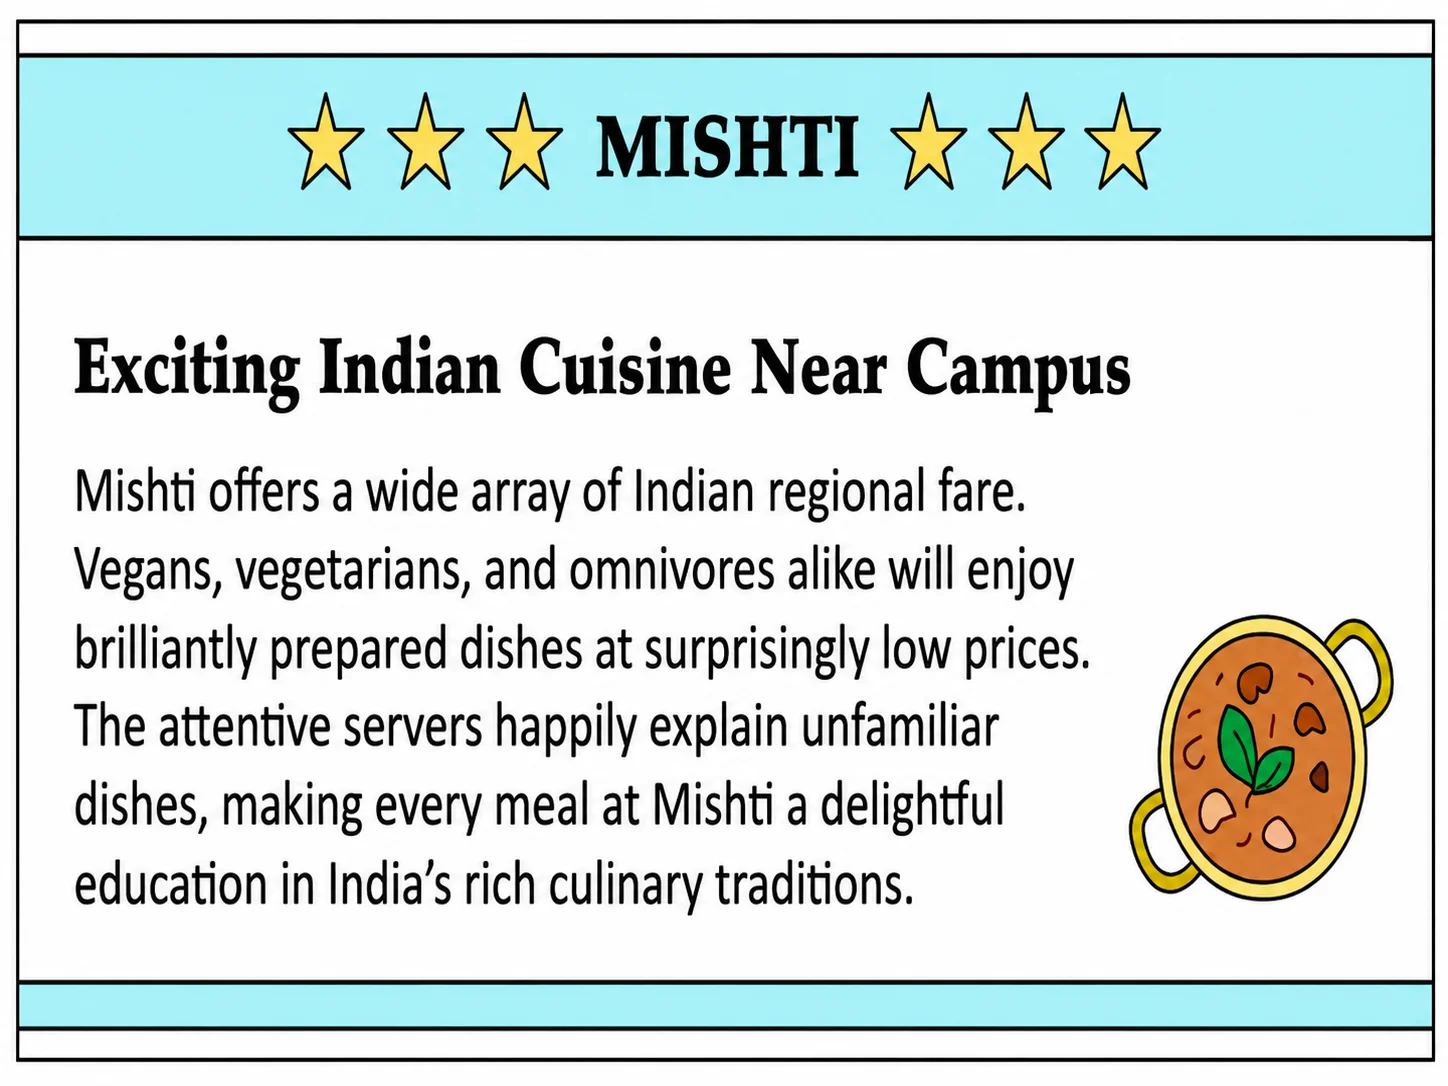 MISHTI
Exciting Indian Cuisine Near Campus
Mishti offers a wide array of Indian regional fare.
Vegans, vegetarians, and omnivores alike will enjoy
brilliantly prepared dishes at surprisingly low prices.
The attentive servers happily explain unfamiliar
dishes, making every meal at Mishti a delightful
education in India’s rich culinary traditions.